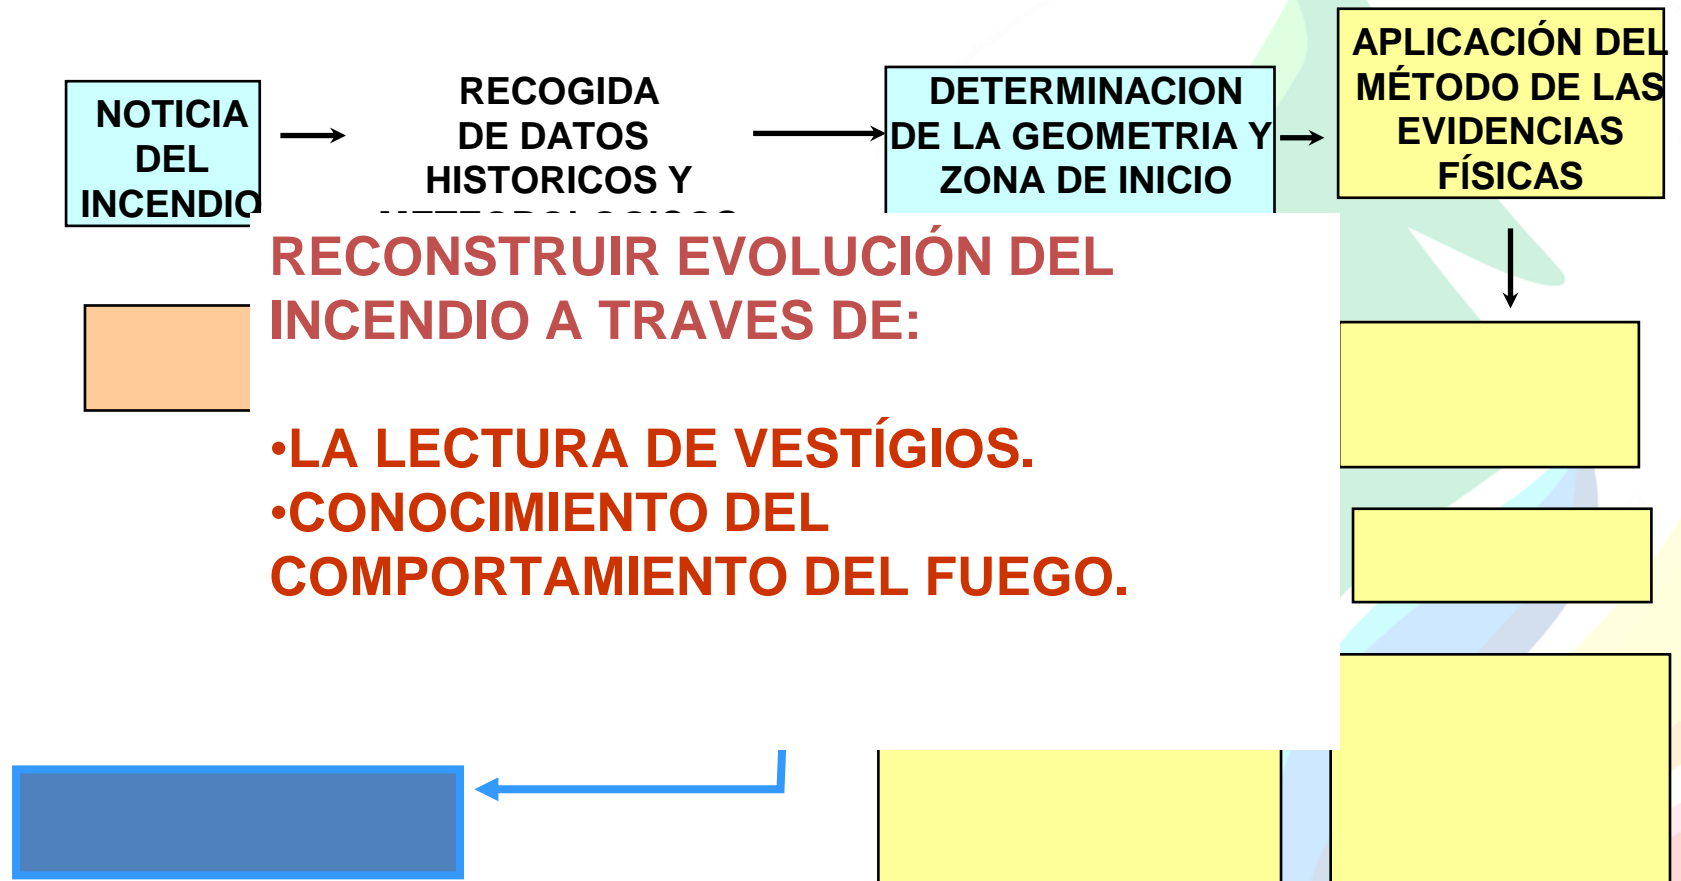 NOTICIA
DEL
INCENDIO
RECOGIDA
DE DATOS
HISTORICOS Y
DETERMINACION
DE LA GEOMETRIA Y
ZONA DE INICIO
APLICACIÓN DEL
MÉTODO DE LAS
EVIDENCIAS
FÍSICAS
RECONSTRUIR EVOLUCIÓN DEL
INCENDIO A TRAVES DE:
•LA LECTURA DE VESTÍGIOS.
•CONOCIMIENTO DEL
COMPORTAMIENTO DEL FUEGO.